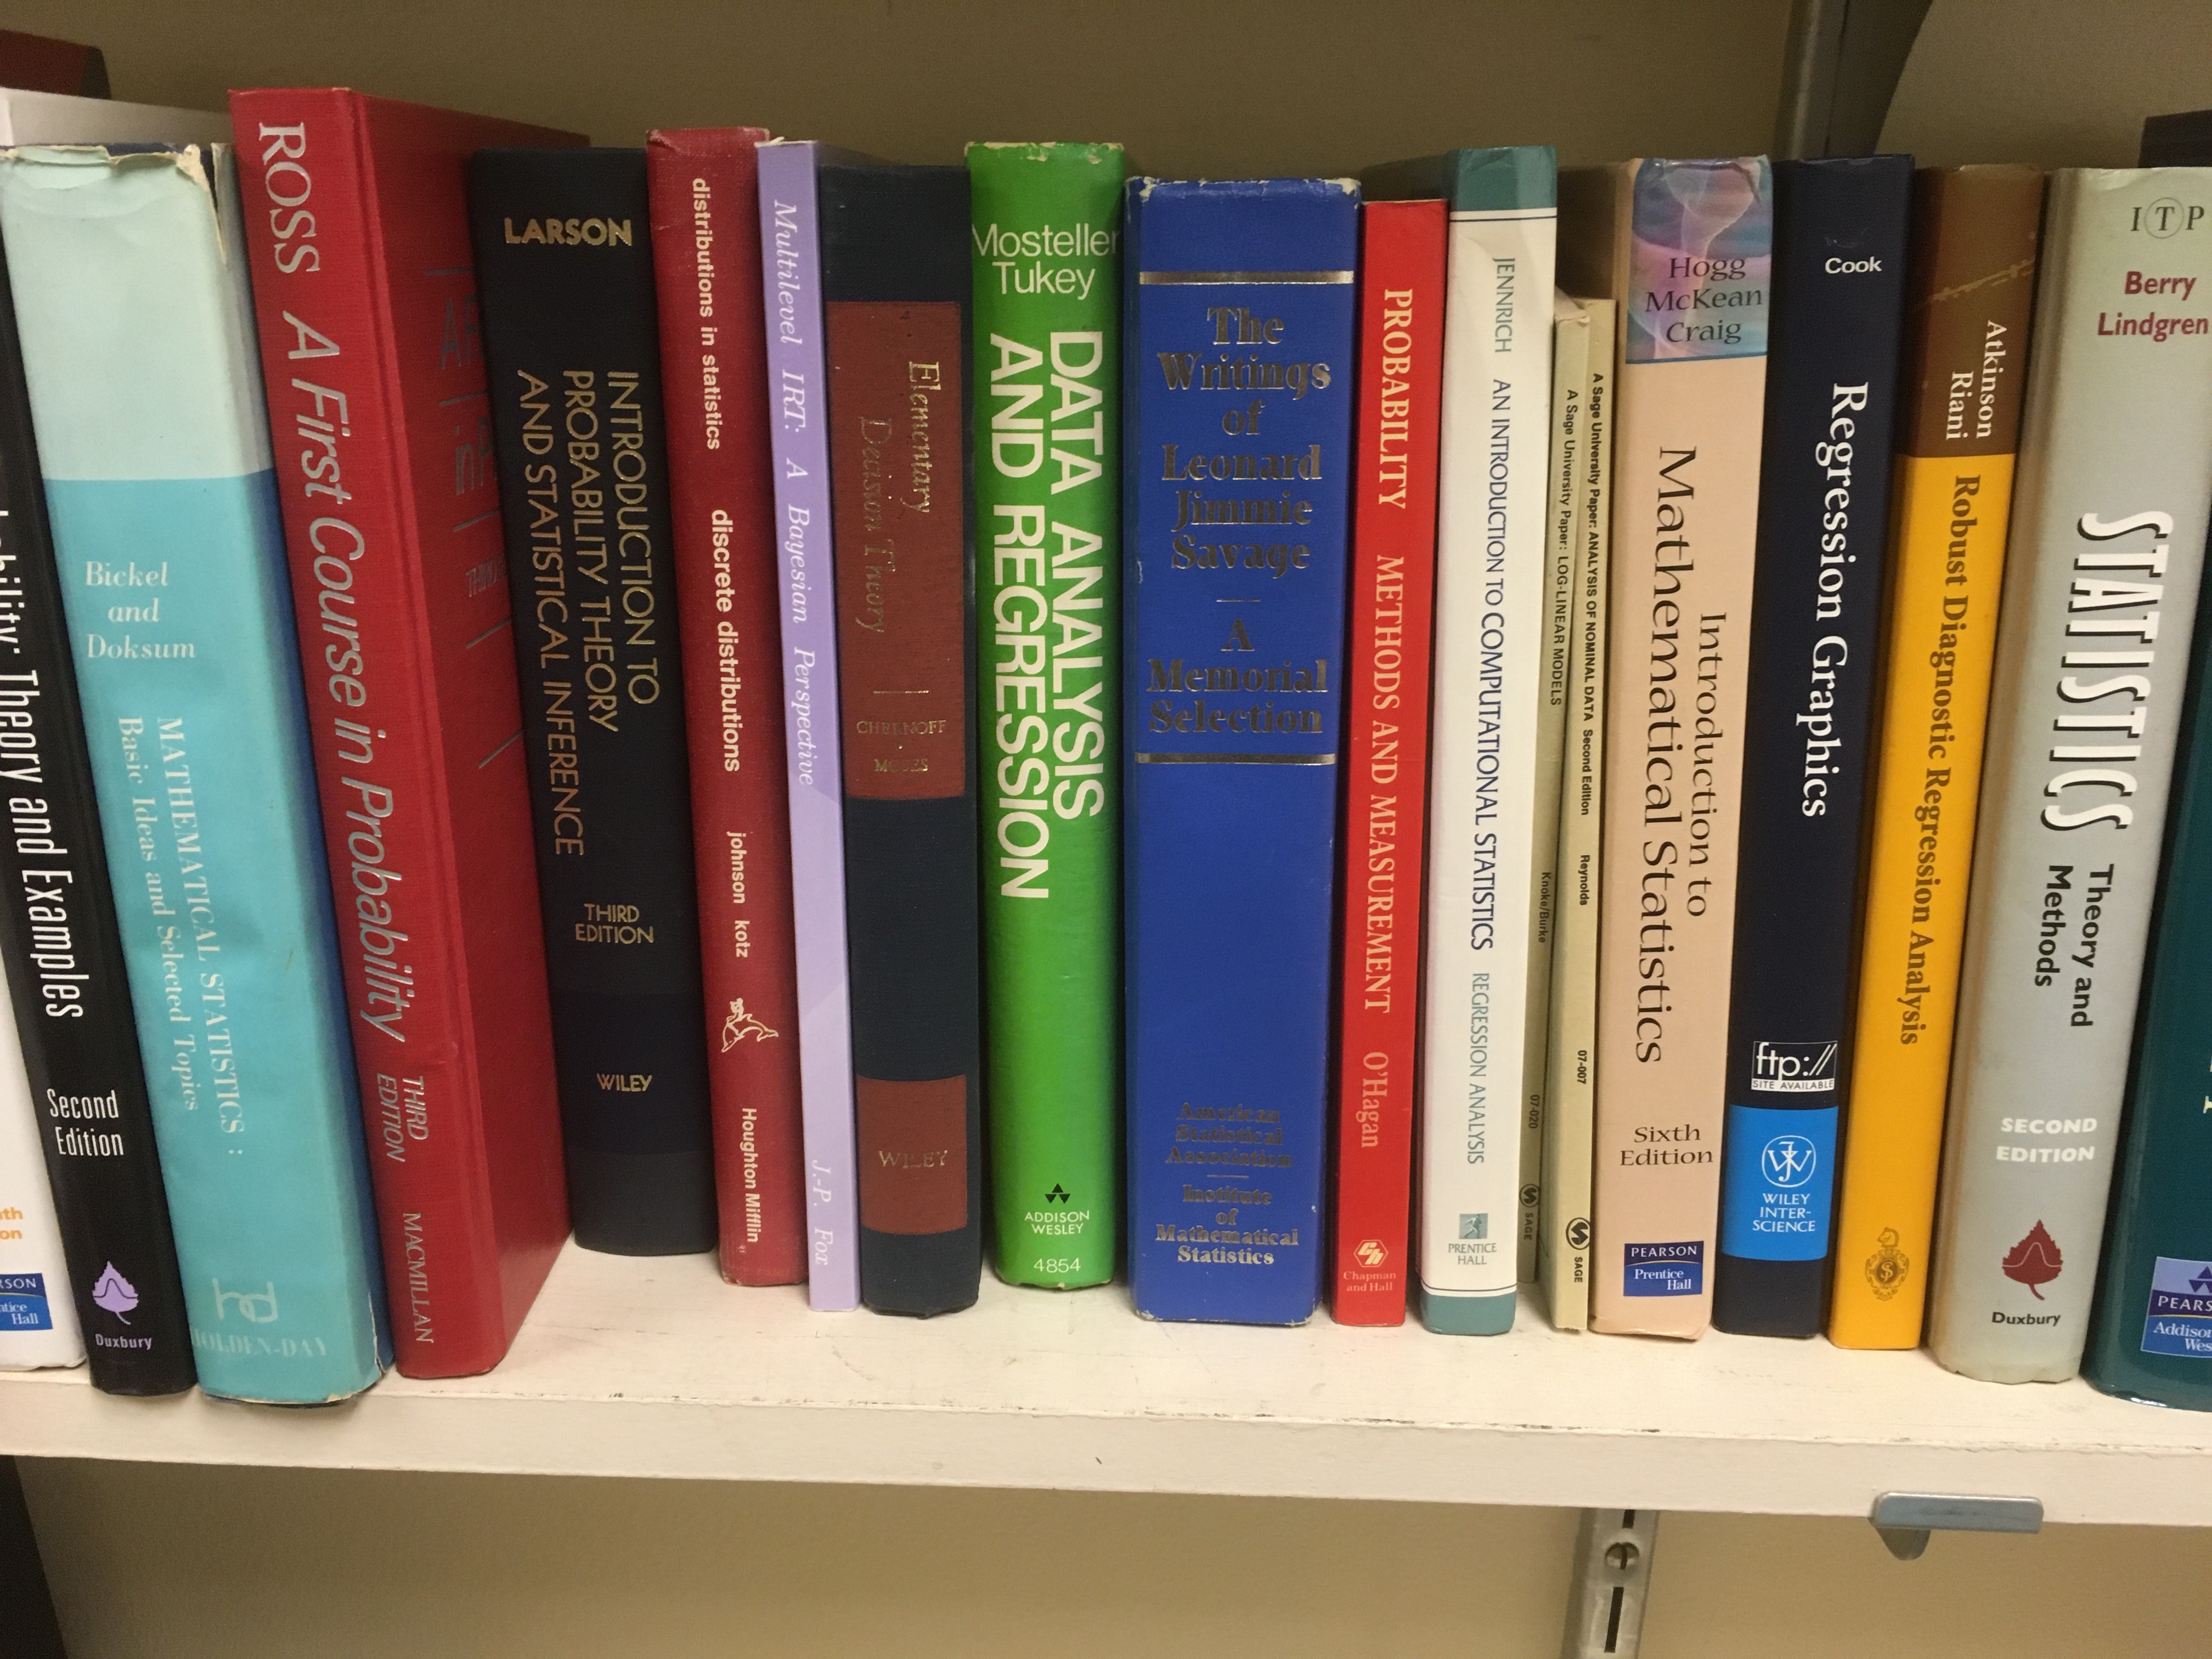 Theory and Examples
Second
Edition
Duxbury
Bickel
and
Doksum
MATHEMATICAL STATISTICS :
Basic Ideas and Selected Topics
hd
HOLDEN-DAY
ROSS A First Course in Probability
THIRD
EDITION
MACMILLAN
LARSON
INTRODUCTION TO
PROBABILITY THEORY
AND STATISTICAL INFERENCE
THIRD
EDITION
WILEY
distributions in statistics
discrete distributions
johnson kotz
Houghton Mifflin
Multilevel IRT: A Bayesian Perspective
J.-P. Fox
Elementary
Decision Theory
CHERNOFF
MOSES
WILEY
Mosteller
Tukey
DATA ANALYSIS
AND REGRESSION
ADDISON
WESLEY
4854
The
Writings
of
Leonard
Jimmie
Savage
A
Memorial
Selection
American
Statistical
Association
Institute
of
Mathematical
Statistics
PROBABILITY METHODS AND MEASUREMENT O'Hagan
Chapman
and Hall
JENNRICH AN INTRODUCTION TO COMPUTATIONAL STATISTICS REGRESSION ANALYSIS
PRENTICE
HALL
A Sage University Paper: LOG-LINEAR MODELS Knoke/Burke 07-020
SAGE
A Sage University Paper: ANALYSIS OF NOMINAL DATA Second Edition Reynolds 07-007
SAGE
Hogg
McKean
Craig
Introduction to
Mathematical Statistics
Sixth
Edition
PEARSON
Prentice
Hall
Cook
Regression Graphics
ftp://
SITE AVAILABLE
WILEY
INTER-
SCIENCE
Atkinson
Riani
Robust Diagnostic Regression Analysis
ITP
Berry
Lindgren
STATISTICS
Theory and
Methods
SECOND
EDITION
Duxbury